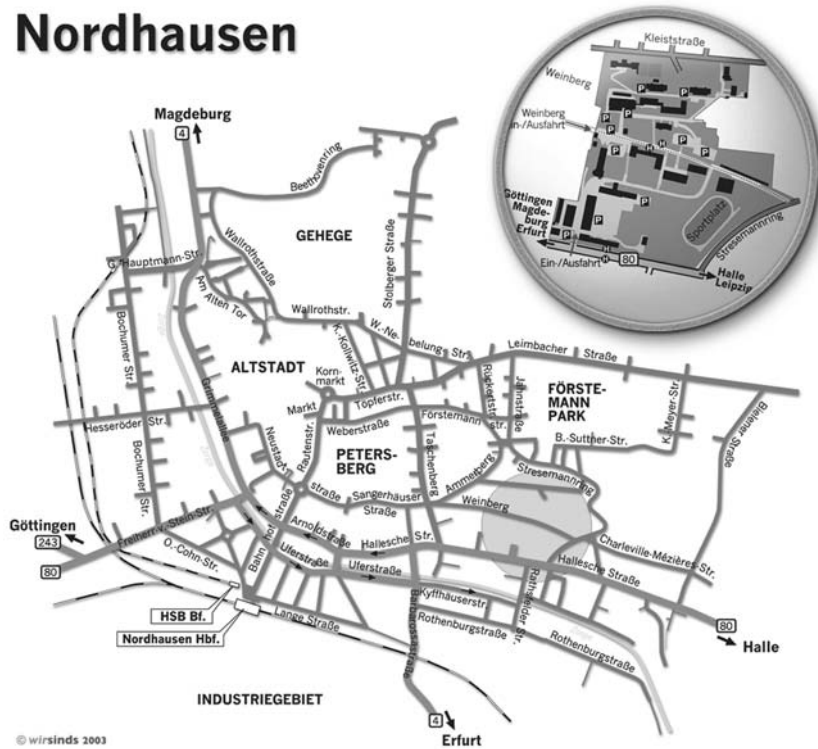 Nordhausen
Kleiststraße
Weinberg
P
P
P
P
Weinberg
Ein-/Ausfahrt
P
P
P
H
H
P
P
P
Göttingen
Magde-
burg
Erfurt
Sportplatz
Stresemannring
H
Ein-/Ausfahrt
H
80
Halle
Leipzig
Magdeburg
4
Beethovenring
GEHEGE
Wallrothstraße
G.-Hauptmann-Str.
Stolberger Straße
Am Alten Tor
Wallrothstr.
W.-Ne-
belung Str.
K.-Kollwitz-Str.
Leimbacher Straße
Bochumer Str.
ALTSTADT
Korn-
markt
Grimmelallee
Rückertstr.
Jahnstraße
FÖRSTE-
MANN
PARK
K.-Meyer-Str.
Bielener Straße
Markt
Töpferstr.
Hesseröder Str.
Förstemann
str.
Weberstraße
Rautenstr.
B.-Suttner-Str.
Neustadt-
straße
PETERS-
BERG
Taschenberg
Ammerberg
Stresemannring
Bochumer Str.
Sangerhäuser
Straße
Weinberg
Göttingen
243
80
Freiherr v. Stein-Str.
Bahnhofstraße
Arnoldstraße
Hallesche Str.
Charleville-Mézières-Str.
O.-Cohn-Str.
Uferstraße
Uferstraße
Hallesche Straße
Kyffhäuserstr.
Rathsfelder Str.
Barbarossastraße
HSB Bf.
Nordhausen Hbf.
Lange Straße
Rothenburgstraße
Rothenburgstraße
80
Halle
INDUSTRIEGEBIET
4
Erfurt
© wirsinds 2003